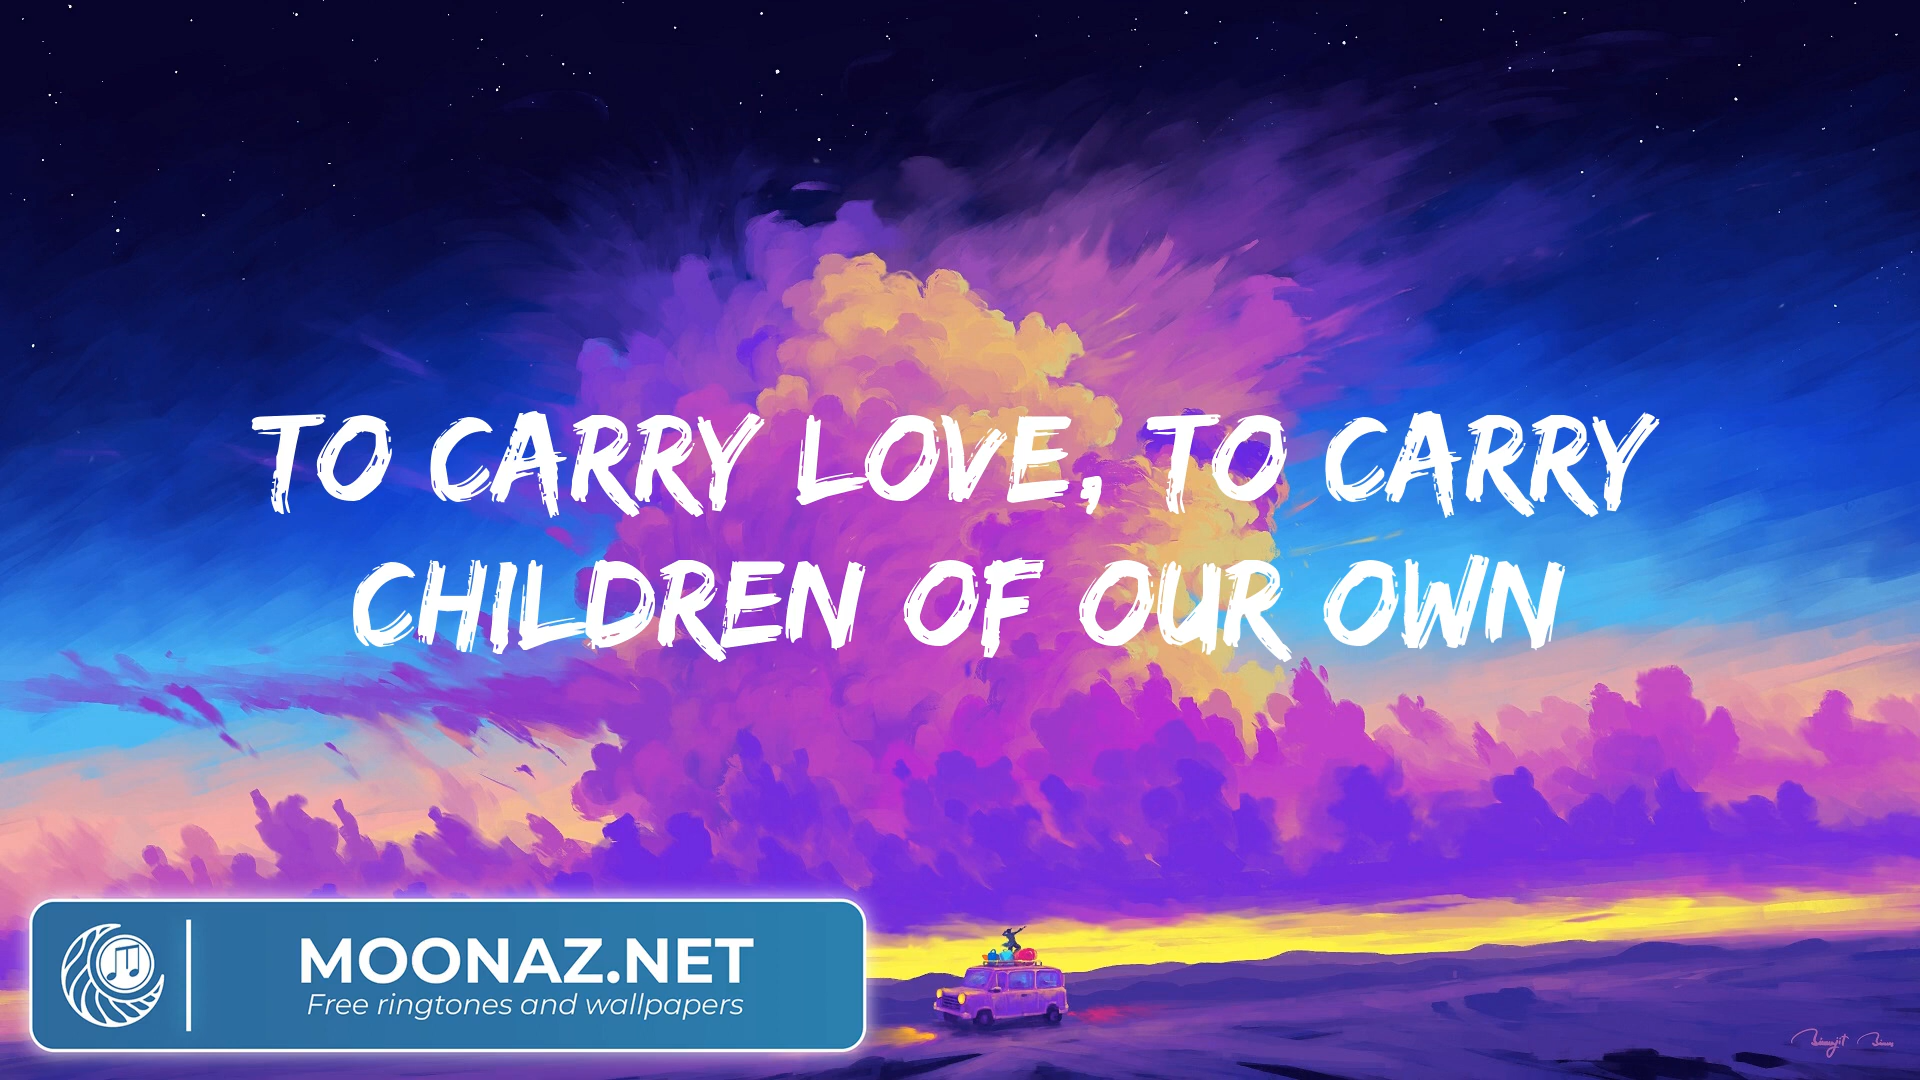 TO CARRY LOVE, TO CARRY
CHILDREN OF OUR OWN
MOONAZ.NET
Free ringtones and wallpapers